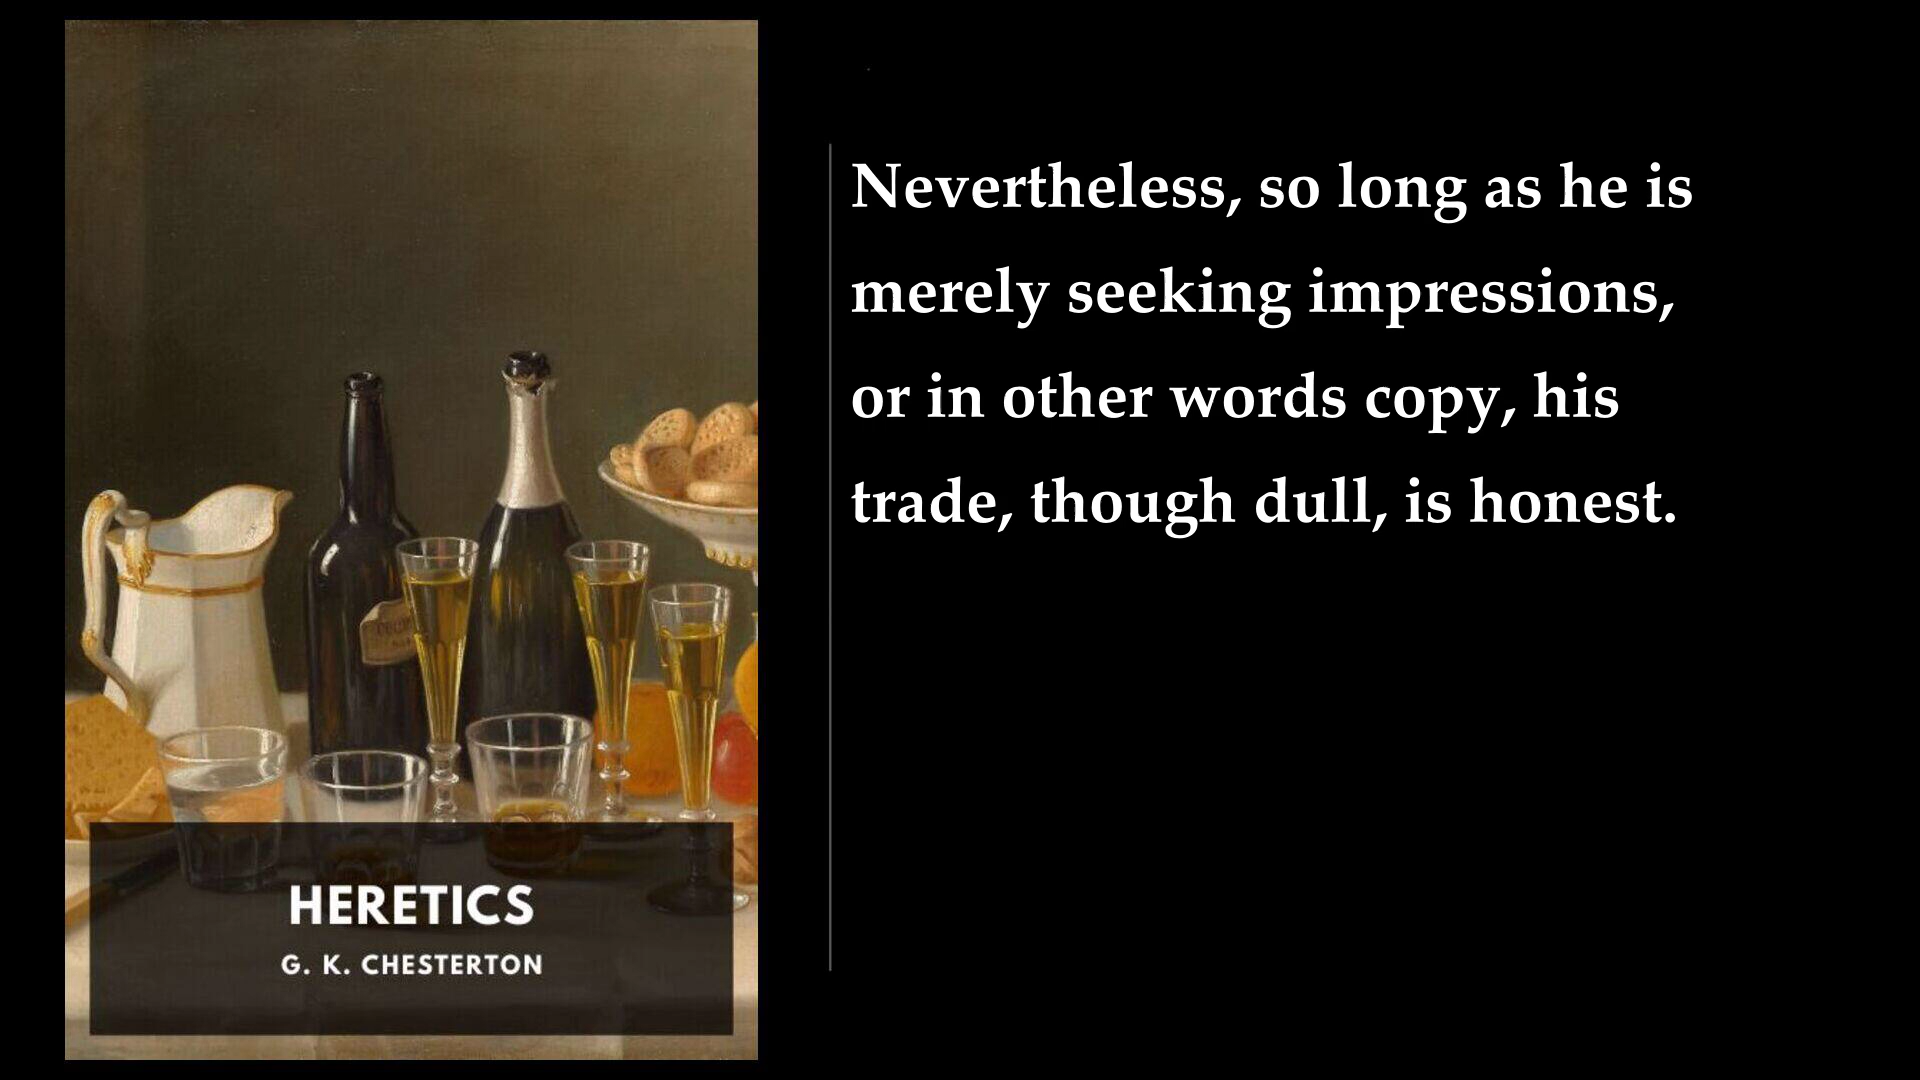 Nevertheless, so long as he is
merely seeking impressions,
or in other words copy, his
trade, though dull, is honest.
HERETICS
G. K. CHESTERTON